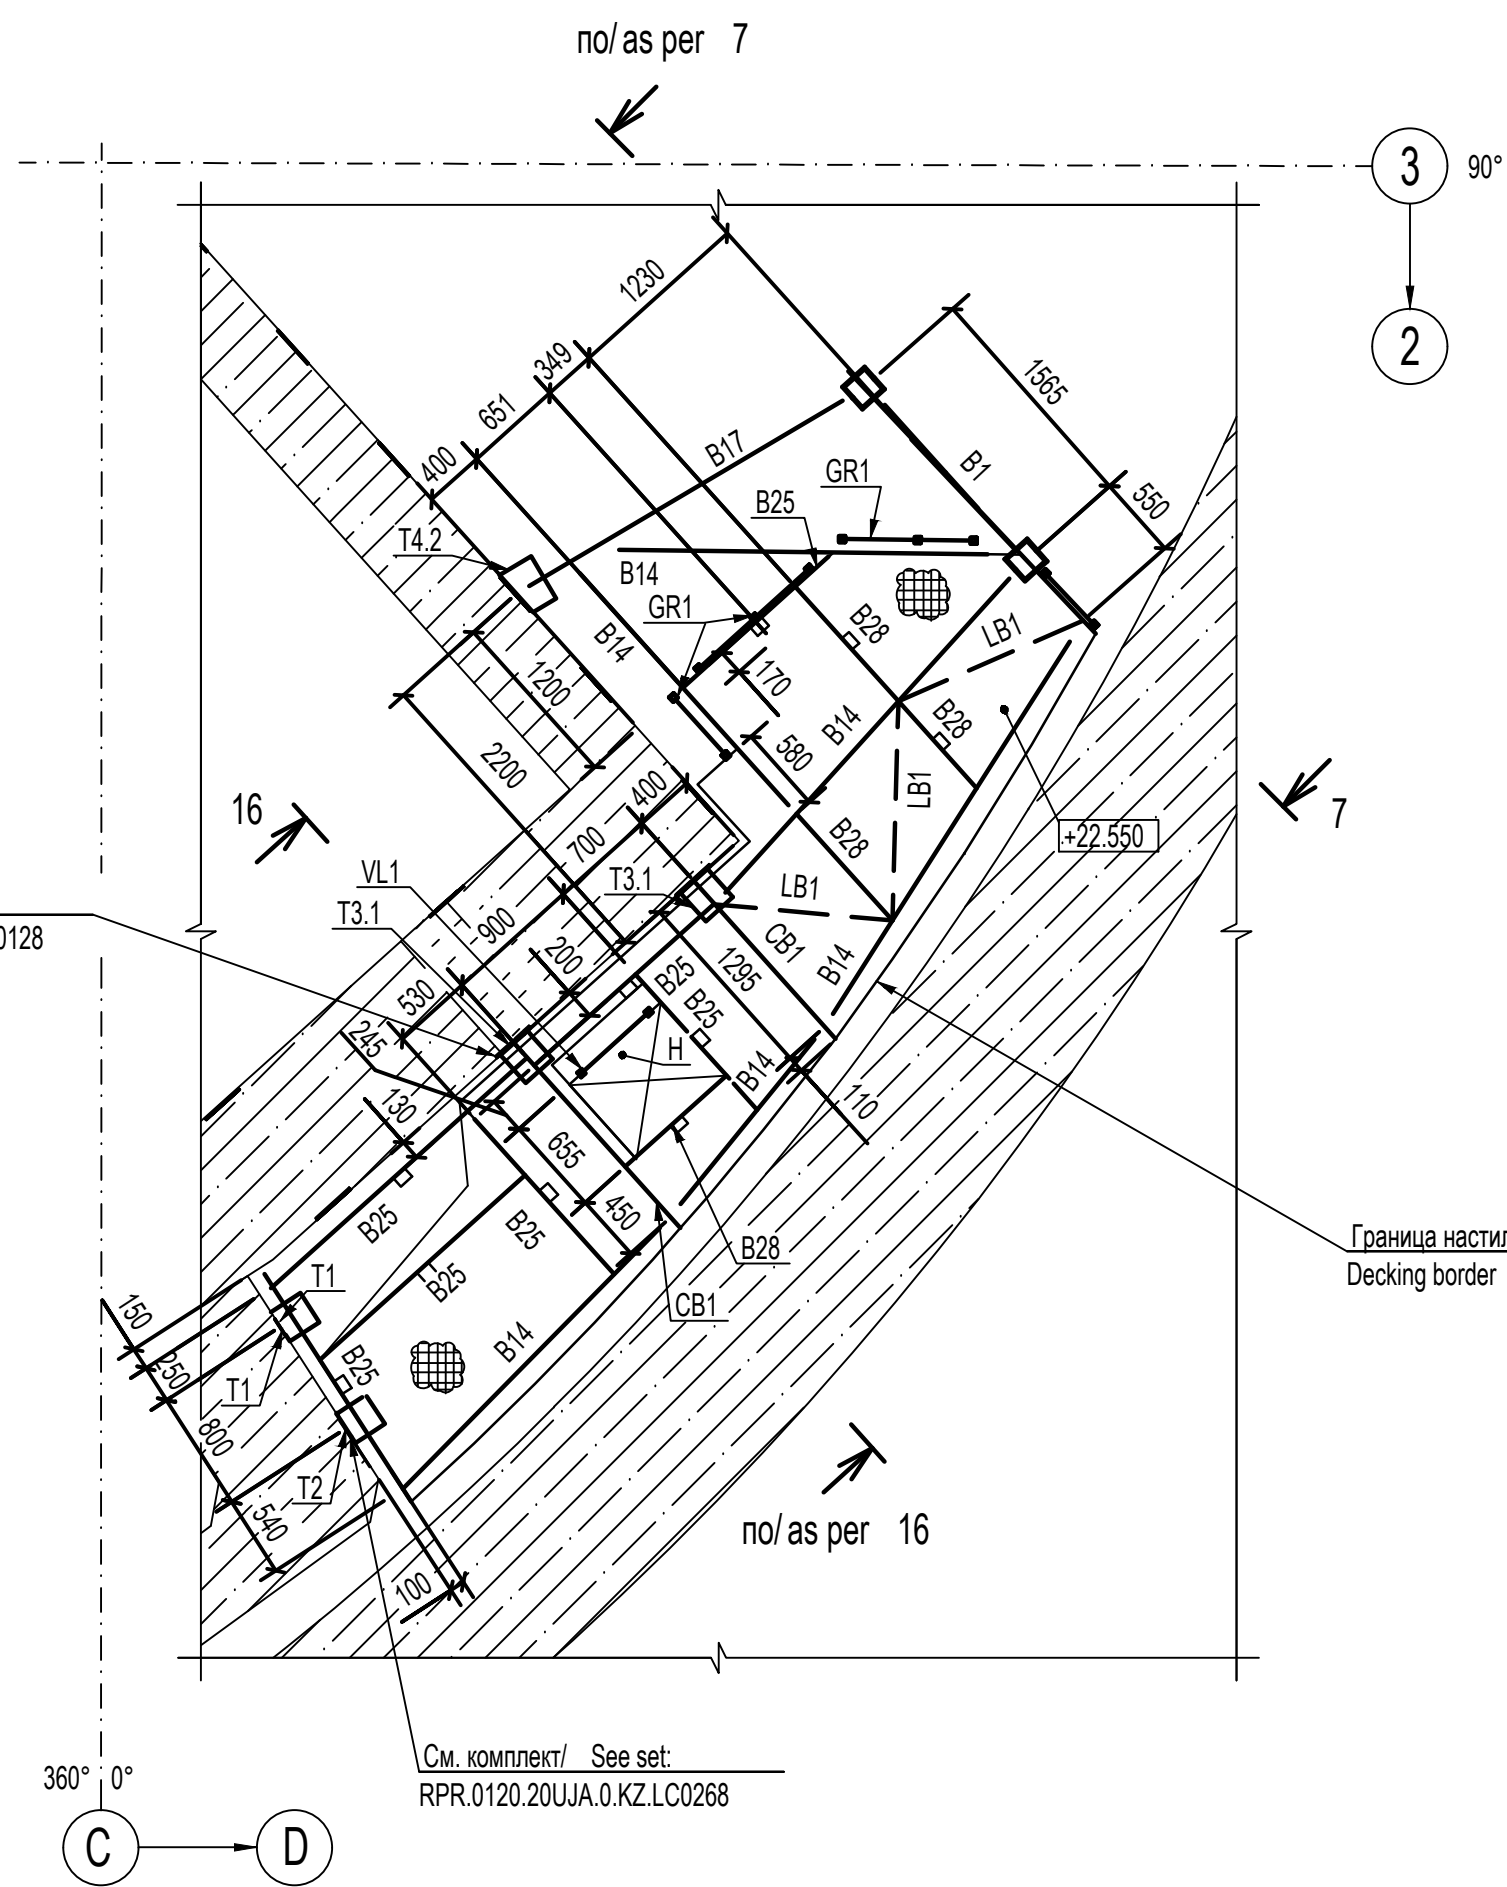 по/ as per 7
3
90°
2
1230
349
651
400
1565
550
B17
B1
GR1
B25
T4.2
B14
GR1
B14
B28
LB1
170
1200
2200
B14
B28
580
LB1
400
16
7
+22.550
700
B28
VL1
T3.1
LB1
T3.1
900
CB1
0128
200
1295
B14
B25
530
B25
245
H
B14
130
110
655
450
B25
B25
B28
B25
T1
CB1
Граница настил
Decking border
150
B14
250
B25
T1
800
T2
540
по/ as per 16
100
См. комплект/ See set:
RPR.0120.20UJA.0.KZ.LC0268
360° 0°
C
D